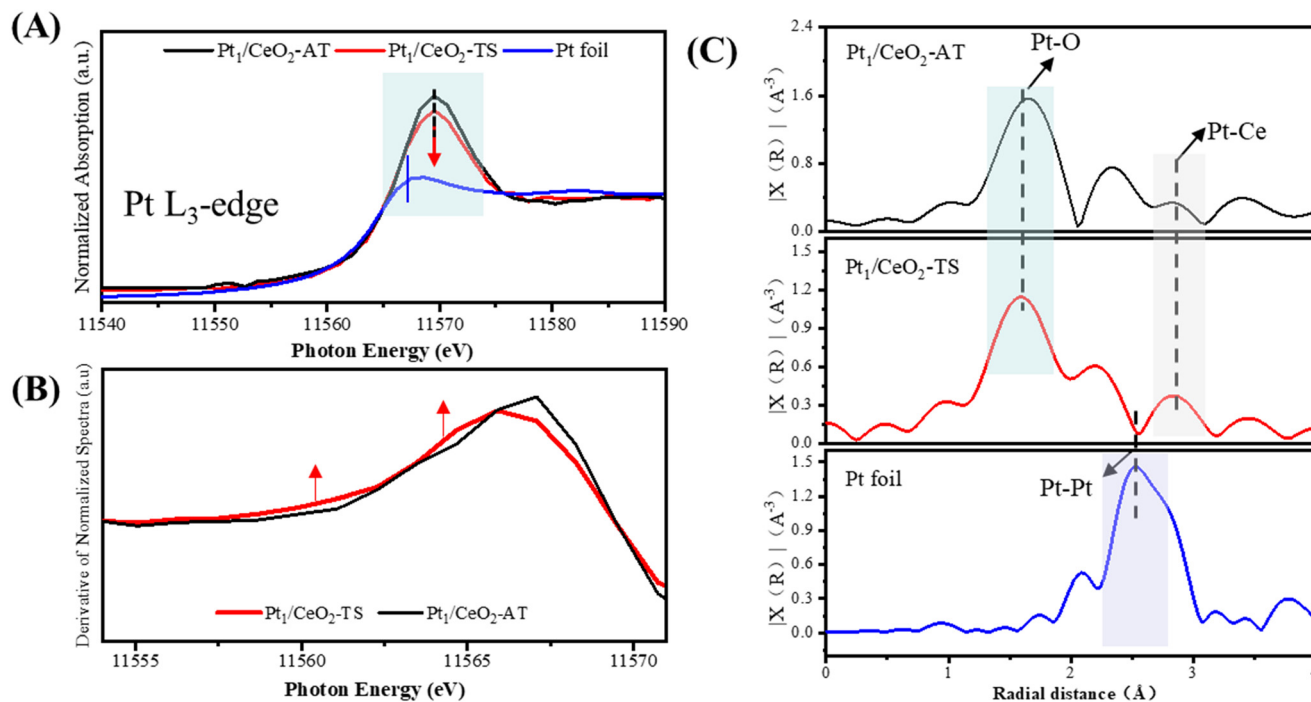 (A)
Pt₁/CeO₂-AT Pt₁/CeO₂-TS Pt foil
Normalized Absorption (a.u.)
Pt L₃-edge
11540 11550 11560 11570 11580 11590
Photon Energy (eV)
(B)
Derivative of Normalized Spectra (a.u)
Pt₁/CeO₂-TS Pt₁/CeO₂-AT
11555 11560 11565 11570
Photon Energy (eV)
(C)
|X（R）|（A⁻³）
2.4
1.6
0.8
0.0
Pt₁/CeO₂-AT
Pt-O
Pt-Ce
|X（R）|（A⁻³）
1.5
1.2
0.9
0.6
0.3
0.0
Pt₁/CeO₂-TS
|X（R）|（A⁻³）
1.5
1.2
0.9
0.6
0.3
0.0
Pt foil
Pt-Pt
0 1 2 3
Radial distance（Å）